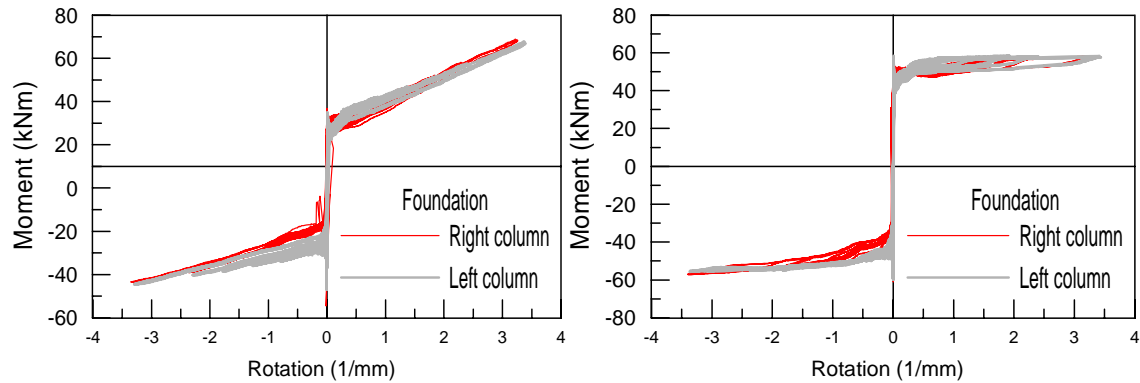 80
60
40
20
0
-20
-40
-60
Moment (kNm)
Foundation
Right column
Left column
-4 -3 -2 -1 0 1 2 3 4
Rotation (1/mm)
80
60
40
20
0
-20
-40
-60
-80
Moment (kNm)
Foundation
Right column
Left column
-4 -3 -2 -1 0 1 2 3 4
Rotation (1/mm)